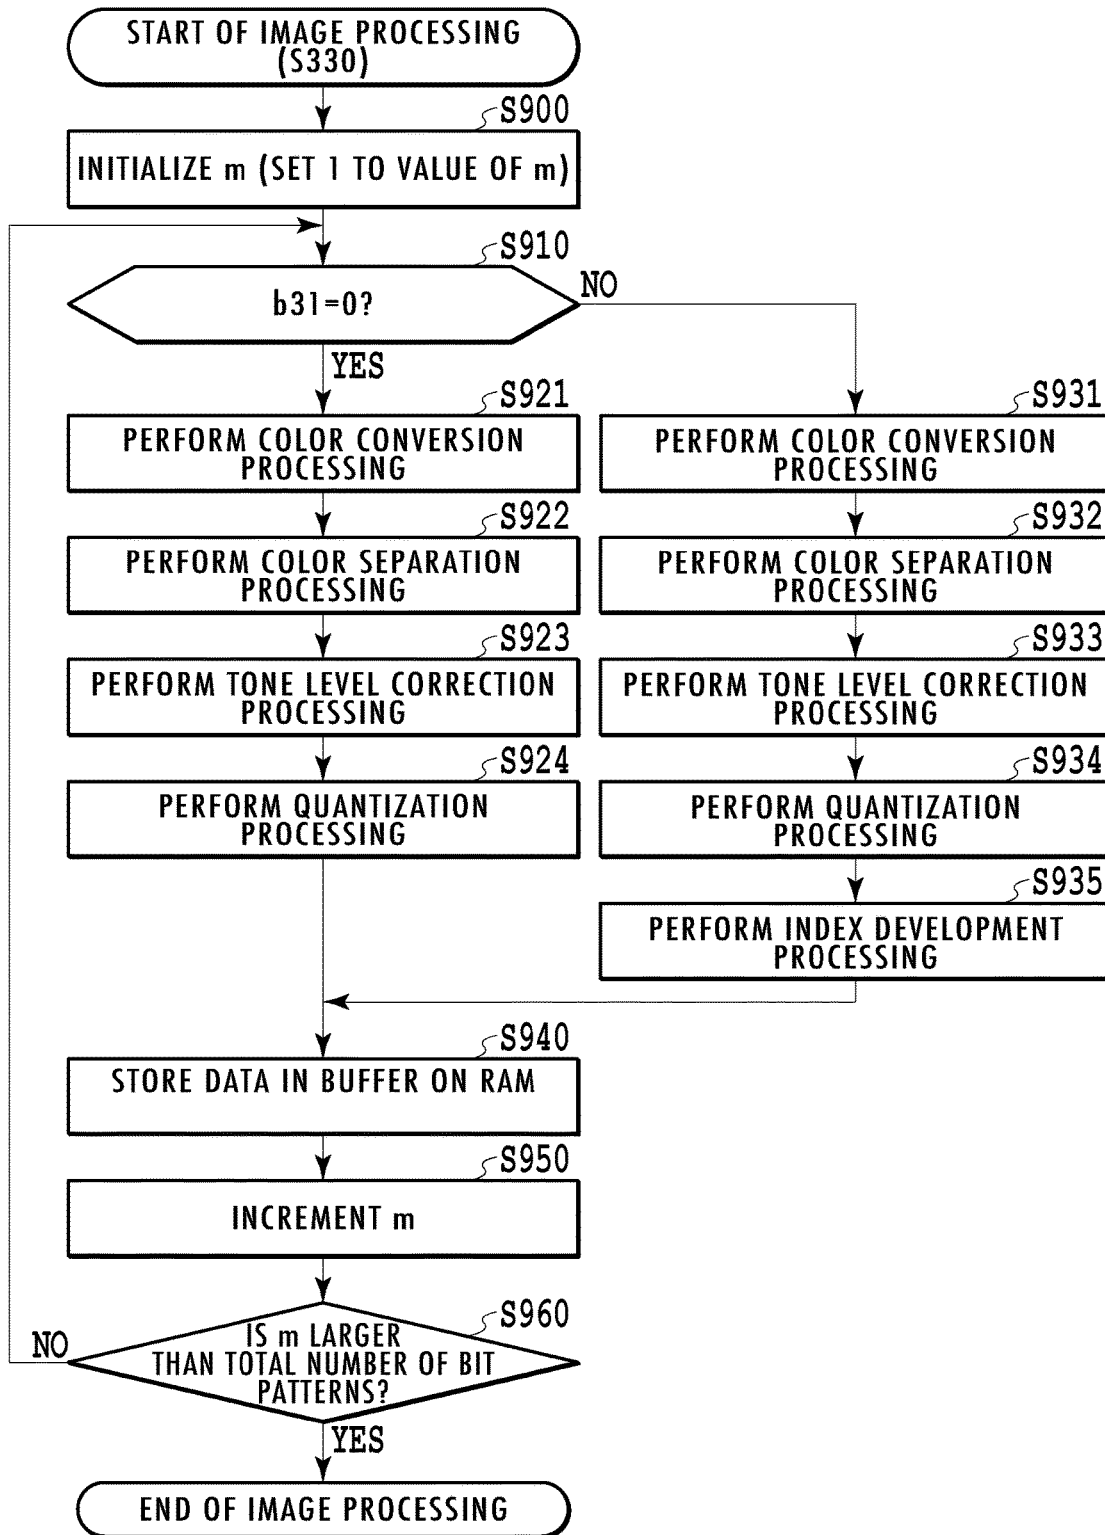 START OF IMAGE PROCESSING
(S330)
S900
INITIALIZE m (SET 1 TO VALUE OF m)
S910
b31=0?
NO
YES
S921
PERFORM COLOR CONVERSION
PROCESSING
S931
PERFORM COLOR CONVERSION
PROCESSING
S922
PERFORM COLOR SEPARATION
PROCESSING
S932
PERFORM COLOR SEPARATION
PROCESSING
S923
PERFORM TONE LEVEL CORRECTION
PROCESSING
S933
PERFORM TONE LEVEL CORRECTION
PROCESSING
S924
PERFORM QUANTIZATION
PROCESSING
S934
PERFORM QUANTIZATION
PROCESSING
S935
PERFORM INDEX DEVELOPMENT
PROCESSING
S940
STORE DATA IN BUFFER ON RAM
S950
INCREMENT m
S960
IS m LARGER
THAN TOTAL NUMBER OF BIT
PATTERNS?
NO
YES
END OF IMAGE PROCESSING